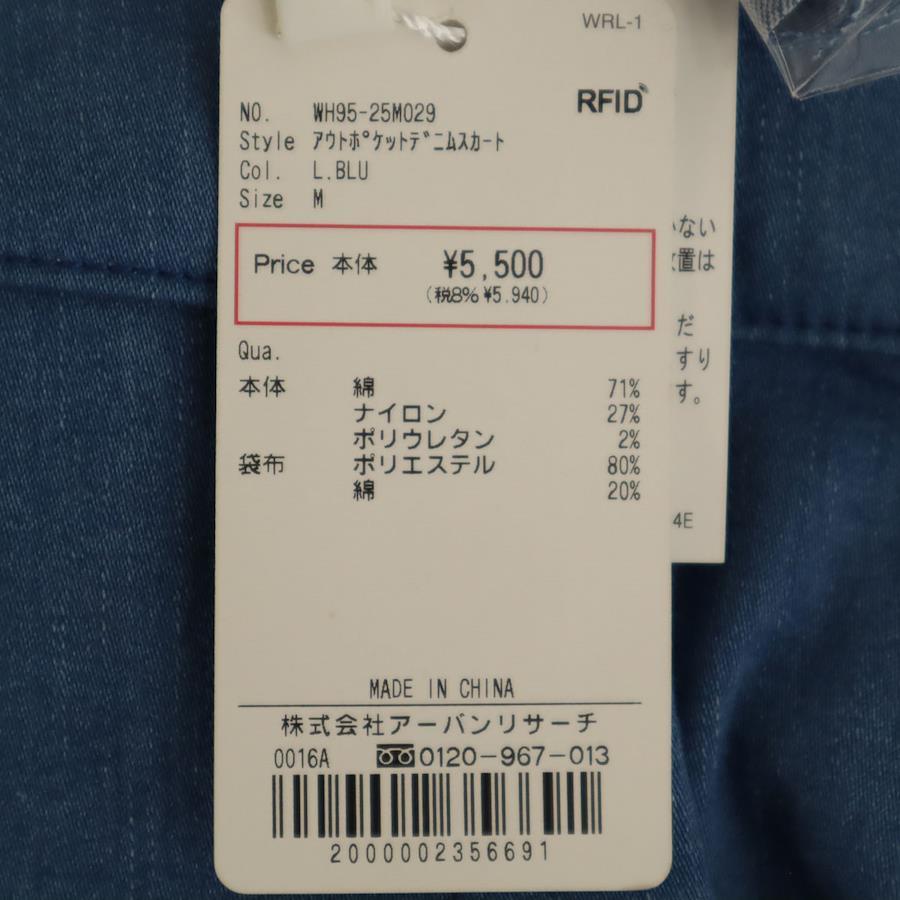 WRL-1
RFID
NO. WH95-25M029
Style ｱｳﾄﾎﾟｹｯﾄﾃﾞﾆﾑｽｶｰﾄ
Col. L.BLU
Size M
Price 本体 ¥5,500
(税8% ¥5.940)
Qua.
本体 綿 71%
ナイロン 27%
ポリウレタン 2%
袋布 ポリエステル 80%
綿 20%
MADE IN CHINA
株式会社アーバンリサーチ
0016A 0120-967-013
2000002356691
いない
置は
だ
すり
す。
4E